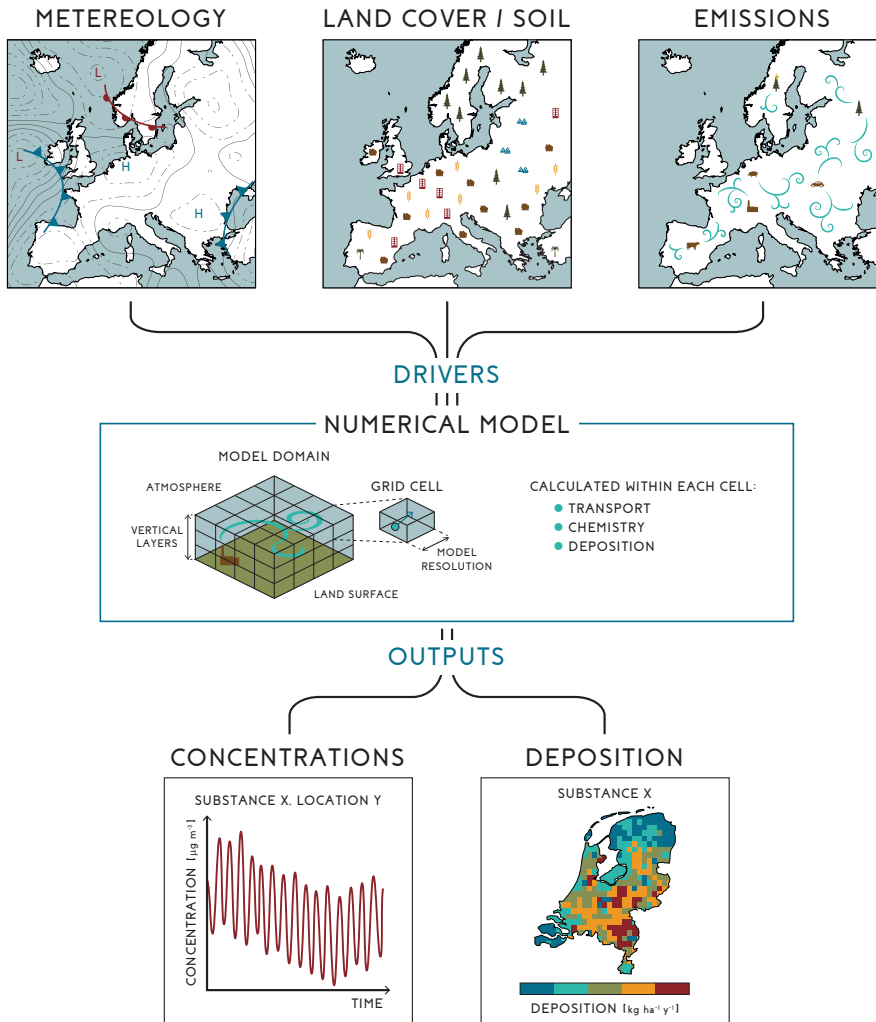 METEREOLOGY
LAND COVER / SOIL
EMISSIONS
L
L
H
H
DRIVERS
NUMERICAL MODEL
MODEL DOMAIN
ATMOSPHERE
VERTICAL
LAYERS
LAND SURFACE
GRID CELL
MODEL
RESOLUTION
CALCULATED WITHIN EACH CELL:
TRANSPORT
CHEMISTRY
DEPOSITION
OUTPUTS
CONCENTRATIONS
SUBSTANCE X, LOCATION Y
CONCENTRATION [µg m⁻³]
TIME
DEPOSITION
SUBSTANCE X
DEPOSITION [kg ha⁻¹ y⁻¹]